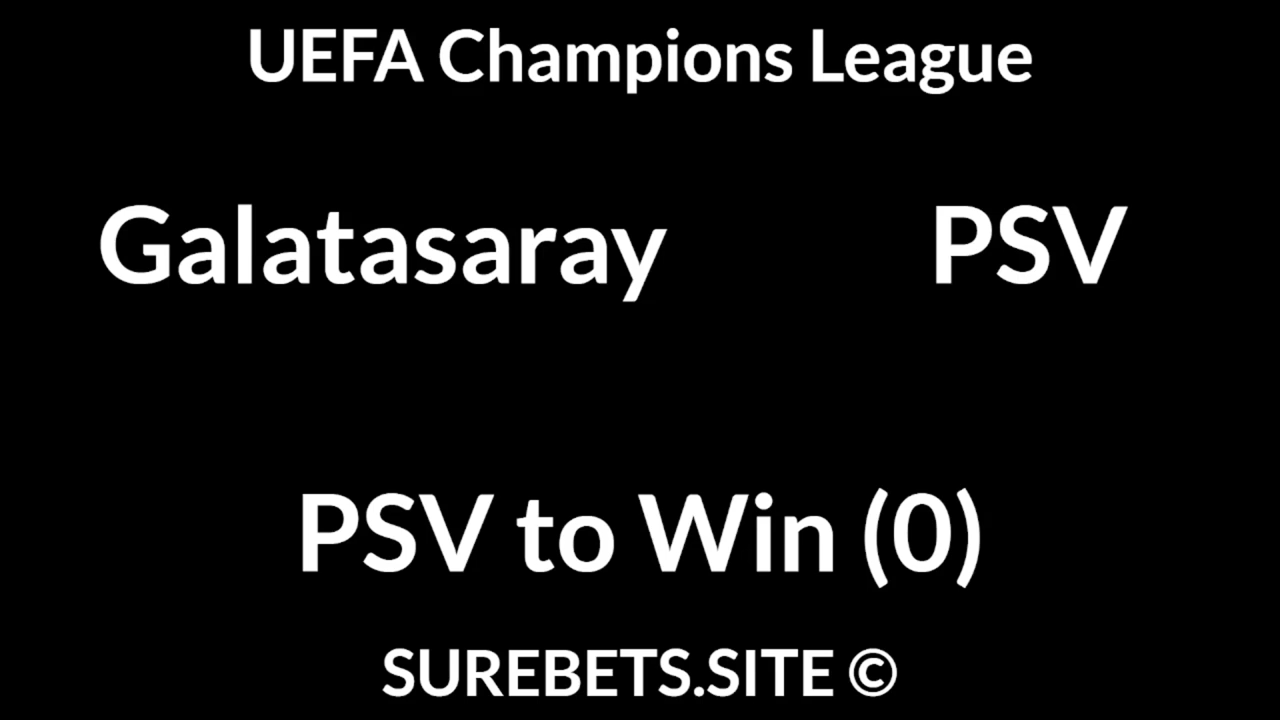 UEFA Champions League
Galatasaray PSV
PSV to Win (0)
SUREBETS.SITE ©